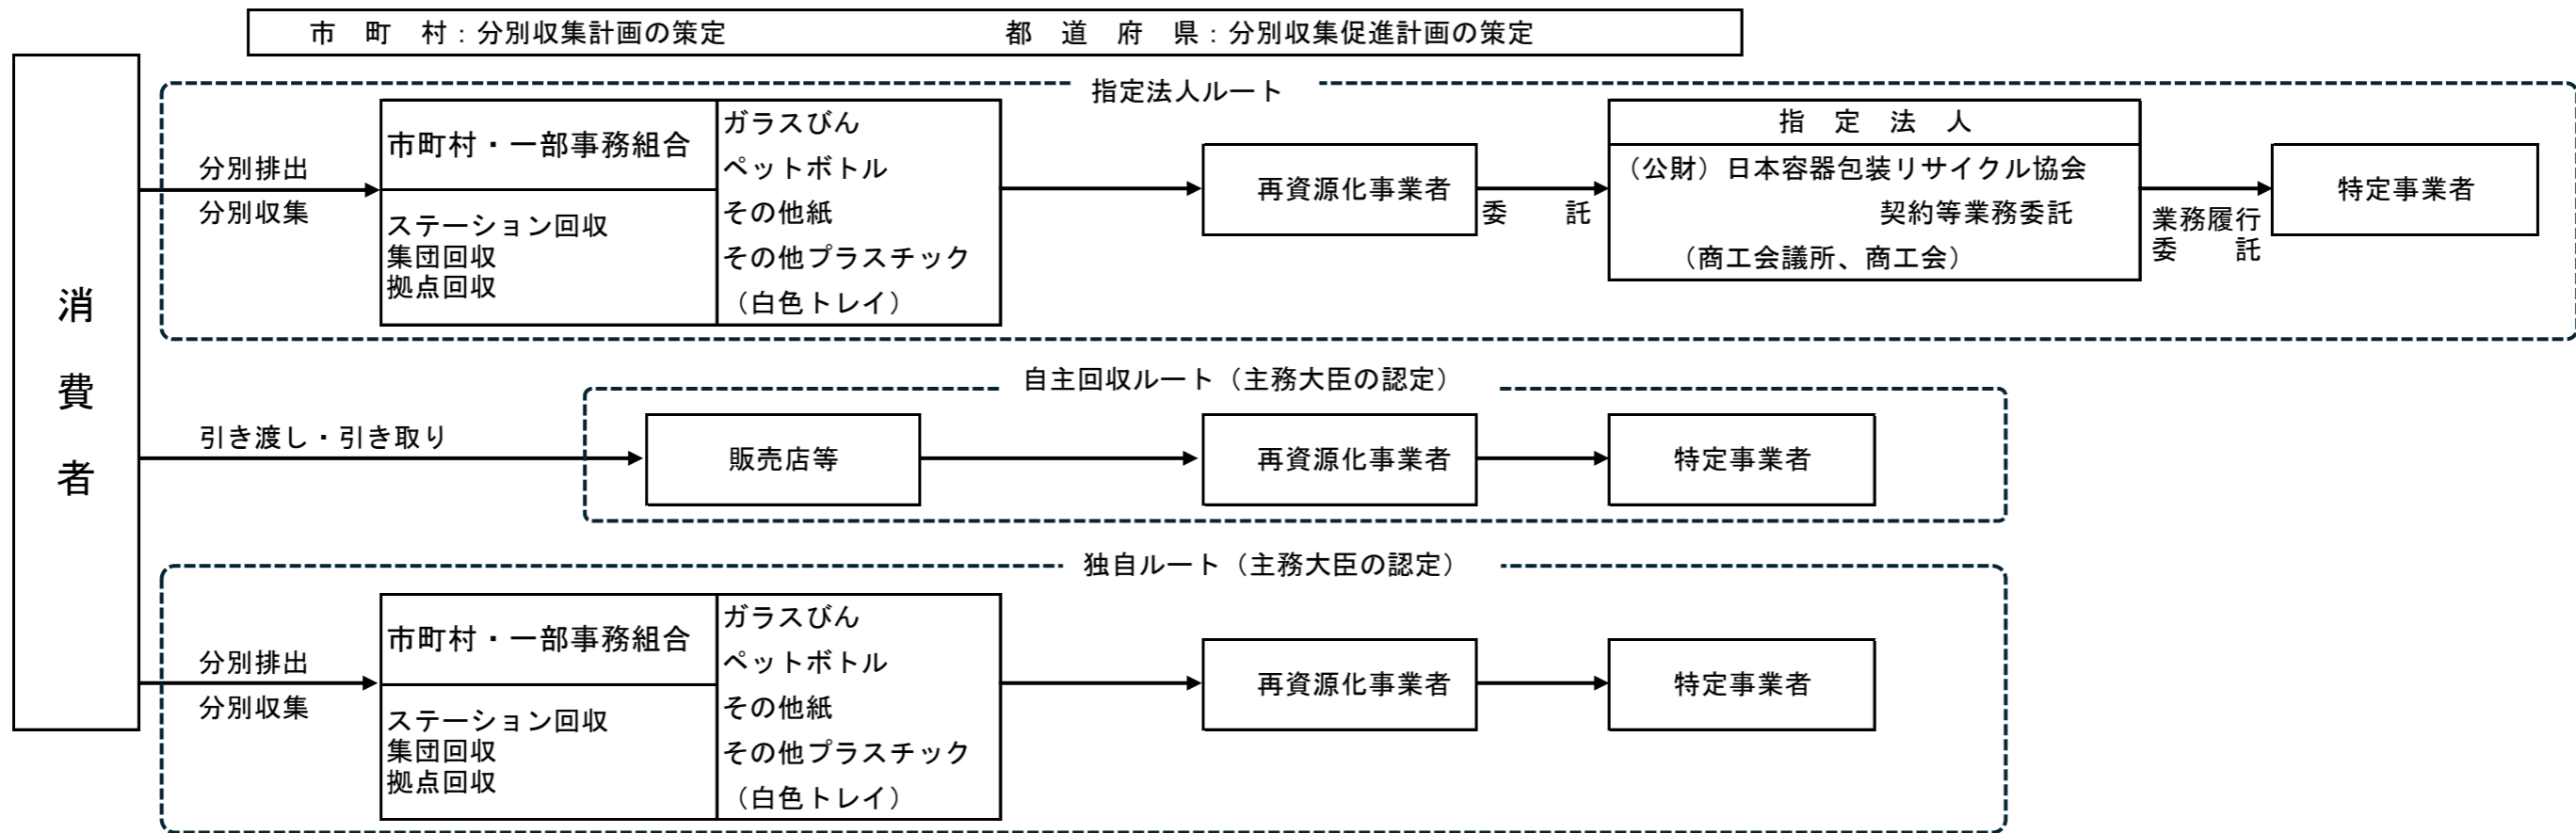 市　町　村：分別収集計画の策定　　　都　道　府　県：分別収集促進計画の策定
消費者
指定法人ルート
分別排出
分別収集
市町村・一部事務組合
ステーション回収
集団回収
拠点回収
ガラスびん
ペットボトル
その他紙
その他プラスチック
（白色トレイ）
再資源化事業者
委　託
指　定　法　人
（公財）日本容器包装リサイクル協会
契約等業務委託
（商工会議所、商工会）
業務履行
委　託
特定事業者
自主回収ルート（主務大臣の認定）
引き渡し・引き取り
販売店等
再資源化事業者
特定事業者
独自ルート（主務大臣の認定）
分別排出
分別収集
市町村・一部事務組合
ステーション回収
集団回収
拠点回収
ガラスびん
ペットボトル
その他紙
その他プラスチック
（白色トレイ）
再資源化事業者
特定事業者